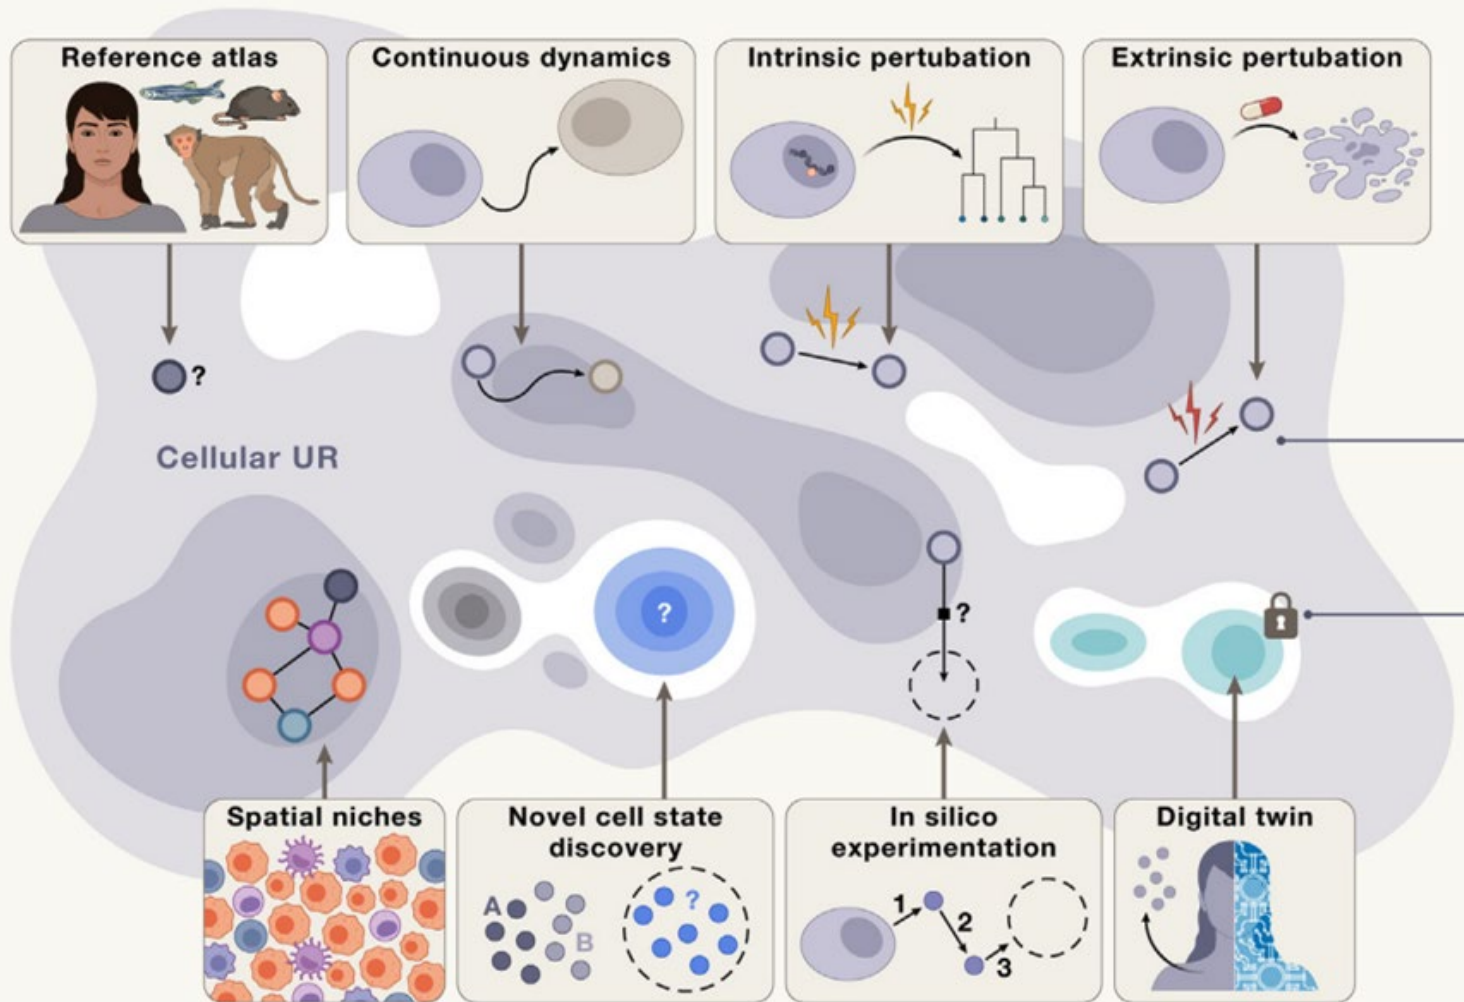 Reference atlas
Continuous dynamics
Intrinsic pertubation
Extrinsic pertubation
?
Cellular UR
?
?
Spatial niches
Novel cell state
discovery
A
B
?
In silico
experimentation
1
2
3
Digital twin